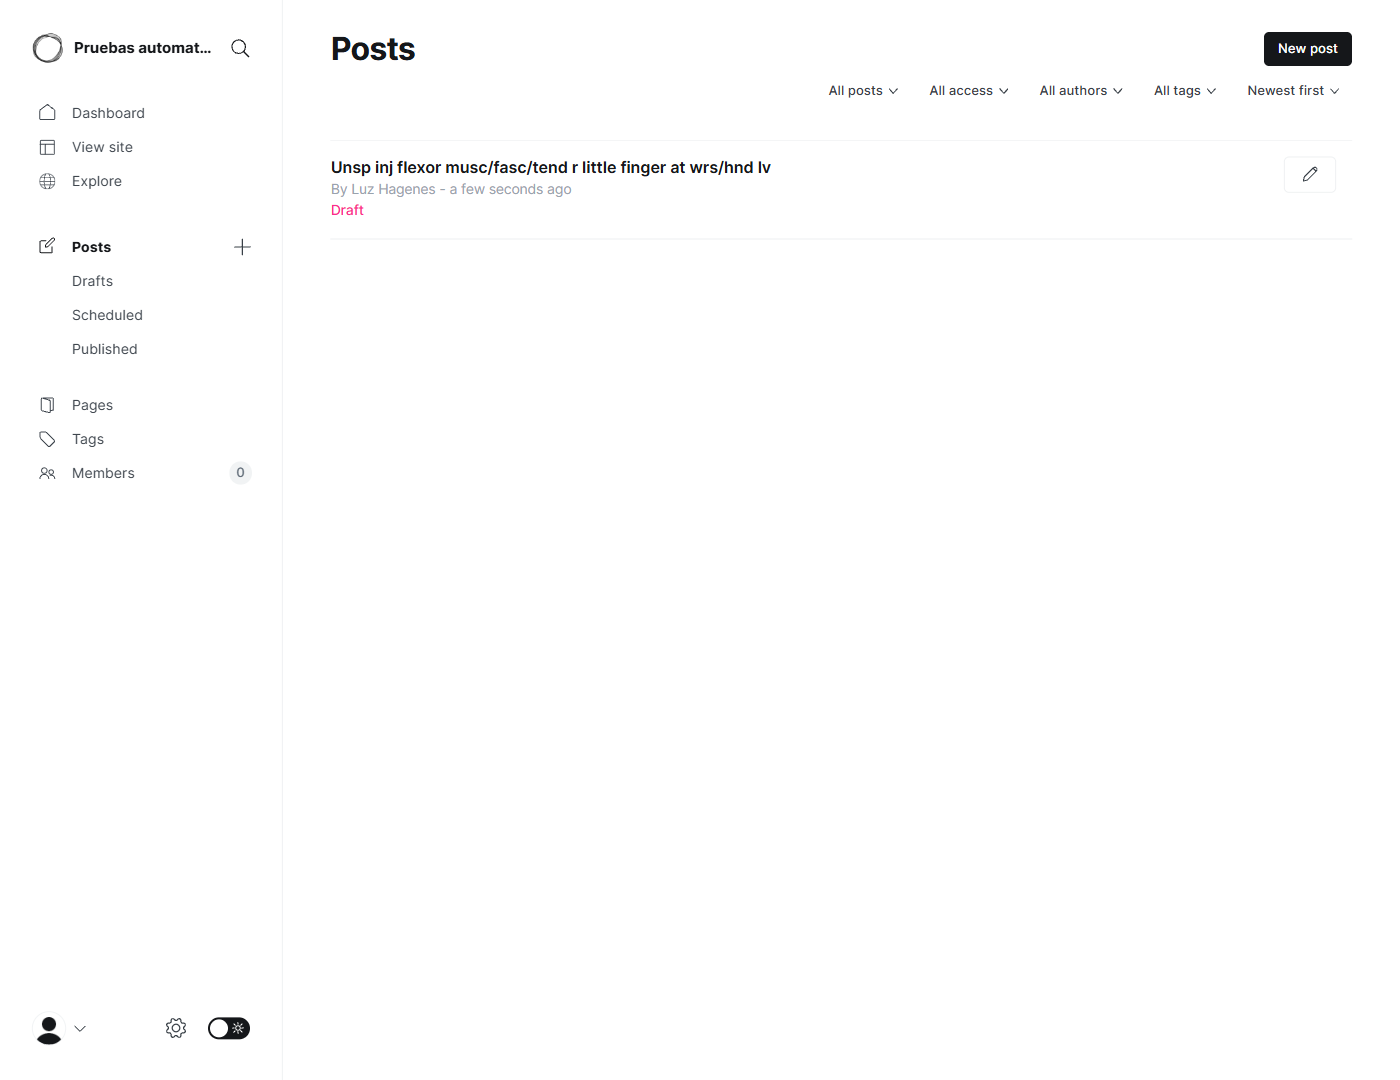 Pruebas automat...
Dashboard
View site
Explore
Posts
Drafts
Scheduled
Published
Pages
Tags
Members 0
Posts
New post
All posts All access All authors All tags Newest first
Unsp inj flexor musc/fasc/tend r little finger at wrs/hnd lv
By Luz Hagenes - a few seconds ago
Draft